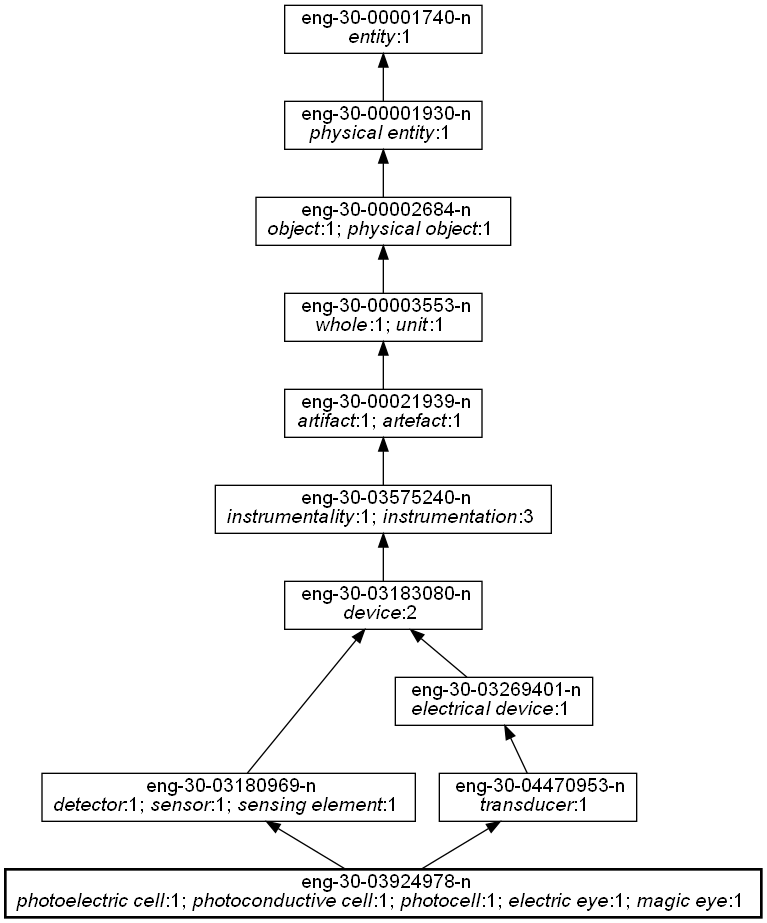 eng-30-00001740-n
entity:1
eng-30-00001930-n
physical entity:1
eng-30-00002684-n
object:1; physical object:1
eng-30-00003553-n
whole:1; unit:1
eng-30-00021939-n
artifact:1; artefact:1
eng-30-03575240-n
instrumentality:1; instrumentation:3
eng-30-03183080-n
device:2
eng-30-03269401-n
electrical device:1
eng-30-03180969-n
detector:1; sensor:1; sensing element:1
eng-30-04470953-n
transducer:1
eng-30-03924978-n
photoelectric cell:1; photoconductive cell:1; photocell:1; electric eye:1; magic eye:1